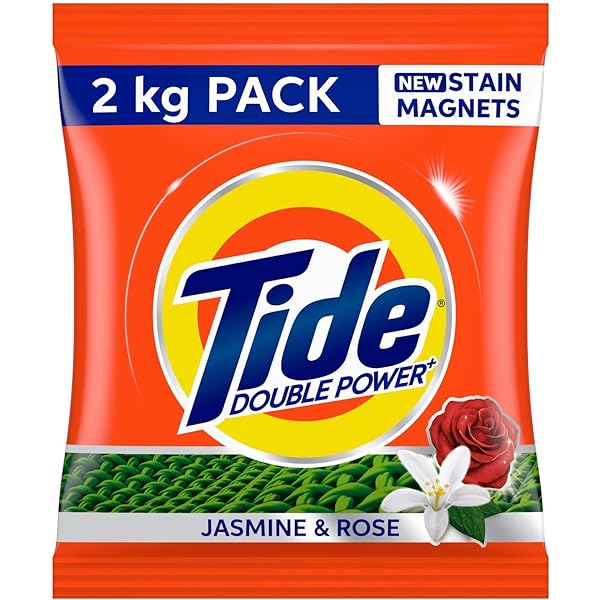 2 kg PACK
NEW STAIN
MAGNETS
Tide®
DOUBLE POWER+
JASMINE & ROSE